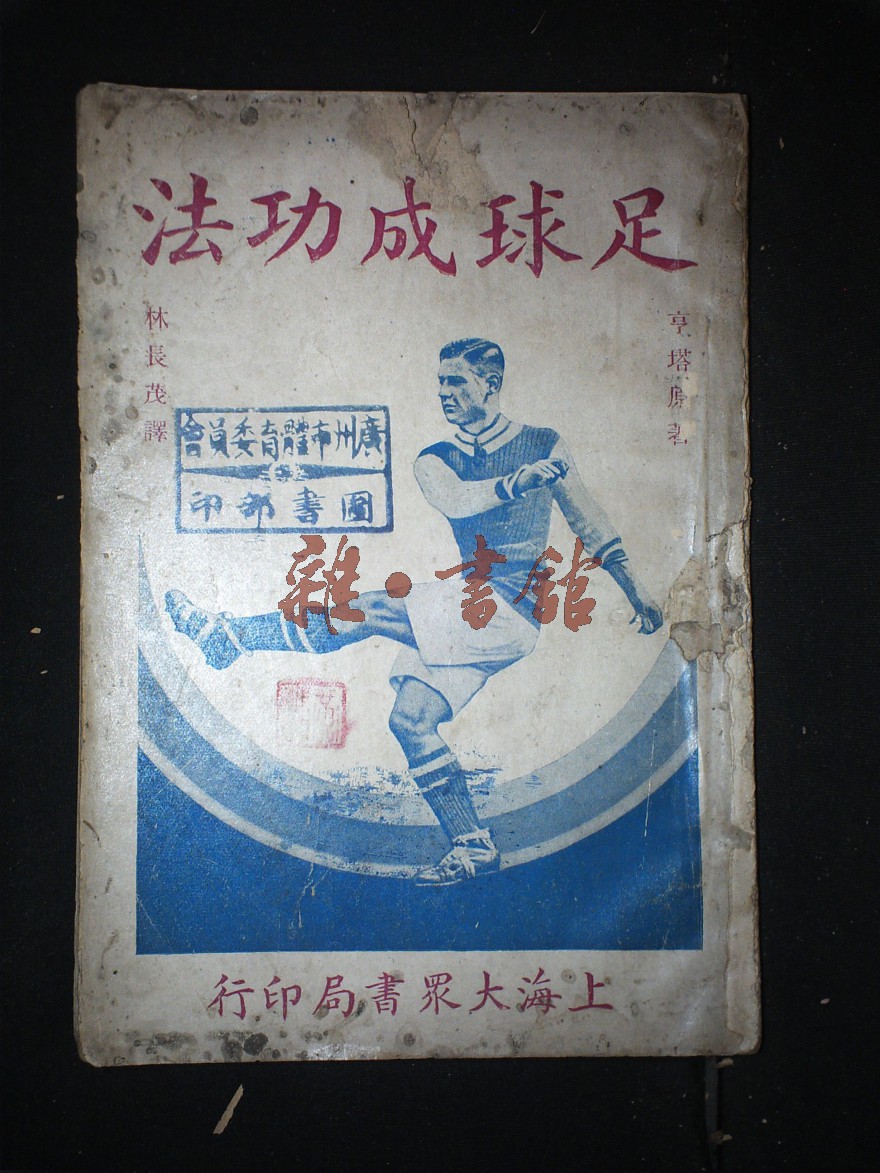 足球成功法
亨塔原著
林長茂譯
廣州市體育委員會
圖書部印
雜·書館
上海大眾書局印行